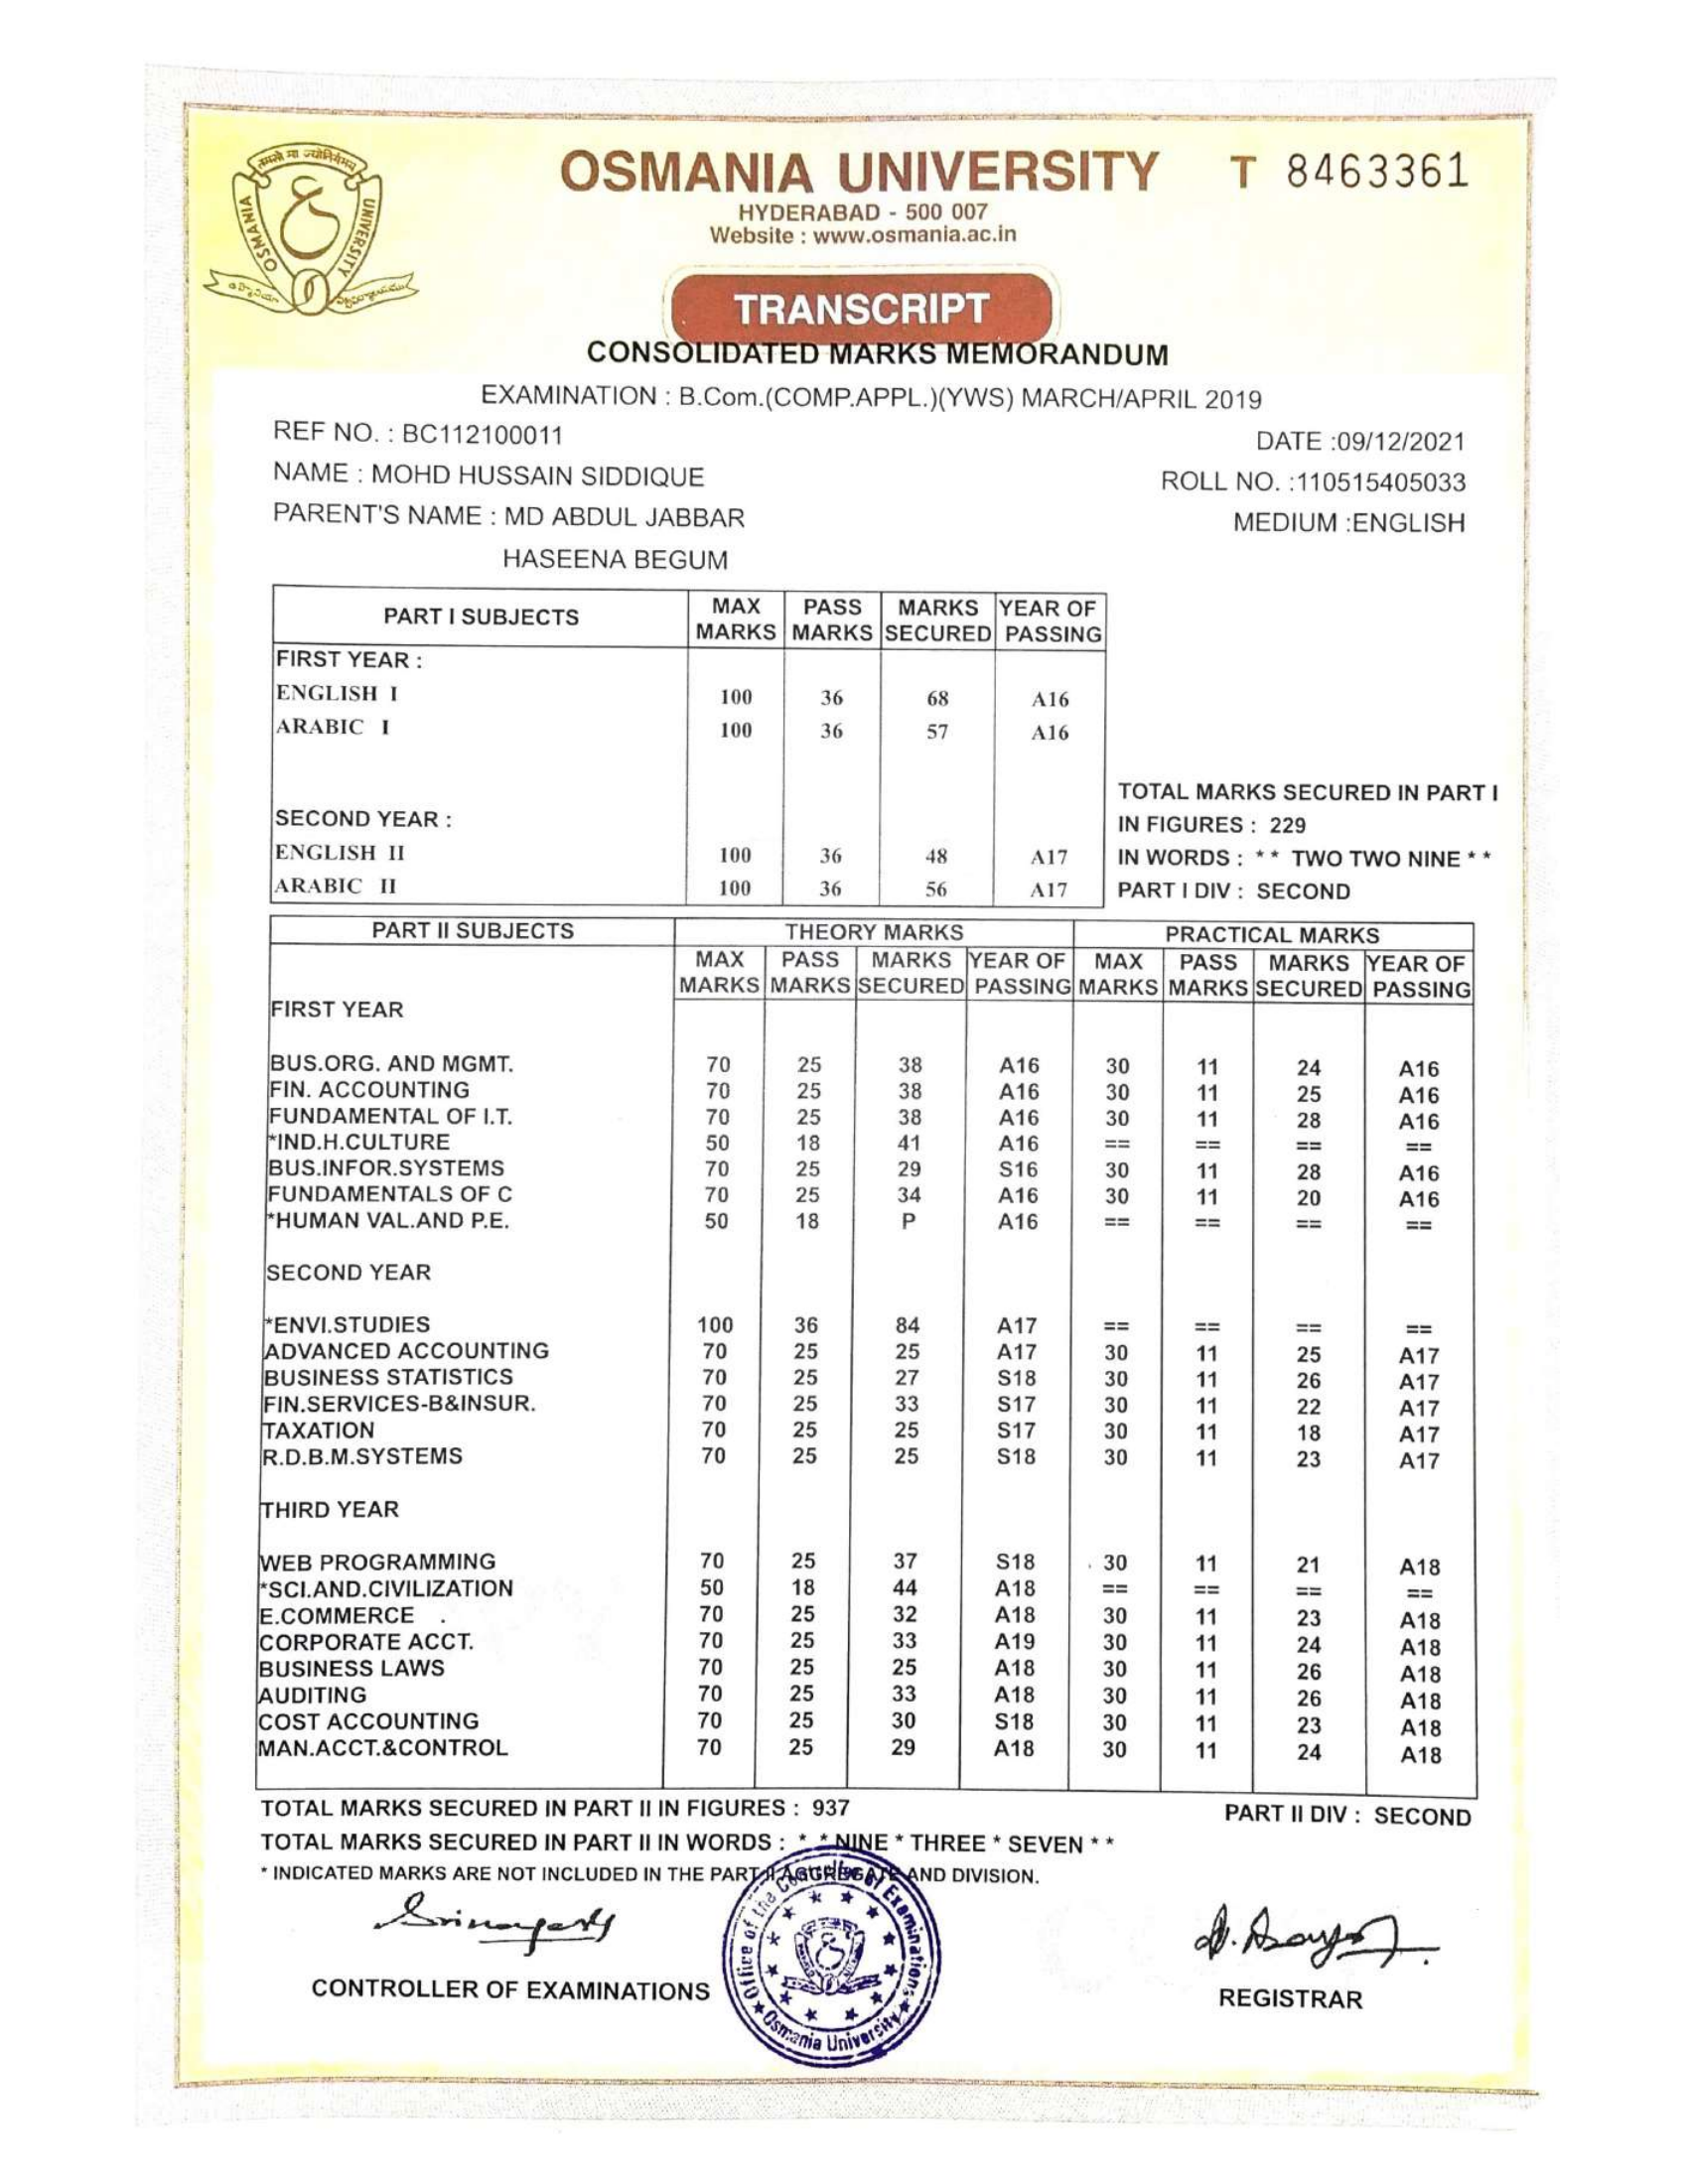 तमसो मा ज्योतिर्गमय
OSMANIA UNIVERSITY
OSMANIA UNIVERSITY T 8463361
HYDERABAD - 500 007
Website : www.osmania.ac.in
TRANSCRIPT
CONSOLIDATED MARKS MEMORANDUM
EXAMINATION : B.Com.(COMP.APPL.)(YWS) MARCH/APRIL 2019
REF NO. : BC112100011
DATE :09/12/2021
NAME : MOHD HUSSAIN SIDDIQUE
ROLL NO. :110515405033
PARENT'S NAME : MD ABDUL JABBAR
MEDIUM :ENGLISH
HASEENA BEGUM
PART I SUBJECTS MAX MARKS PASS MARKS MARKS SECURED YEAR OF PASSING
FIRST YEAR :
ENGLISH I 100 36 68 A16
ARABIC I 100 36 57 A16
SECOND YEAR :
ENGLISH II 100 36 48 A17
ARABIC II 100 36 56 A17
TOTAL MARKS SECURED IN PART I
IN FIGURES : 229
IN WORDS : ** TWO TWO NINE **
PART I DIV : SECOND
PART II SUBJECTS THEORY MARKS PRACTICAL MARKS
MAX PASS MARKS YEAR OF MAX PASS MARKS YEAR OF
MARKS MARKS SECURED PASSING MARKS MARKS SECURED PASSING
FIRST YEAR
BUS.ORG. AND MGMT. 70 25 38 A16 30 11 24 A16
FIN. ACCOUNTING 70 25 38 A16 30 11 25 A16
FUNDAMENTAL OF I.T. 70 25 38 A16 30 11 28 A16
*IND.H.CULTURE 50 18 41 A16 == == == ==
BUS.INFOR.SYSTEMS 70 25 29 S16 30 11 28 A16
FUNDAMENTALS OF C 70 25 34 A16 30 11 20 A16
*HUMAN VAL.AND P.E. 50 18 P A16 == == == ==
SECOND YEAR
*ENVI.STUDIES 100 36 84 A17 == == == ==
ADVANCED ACCOUNTING 70 25 25 A17 30 11 25 A17
BUSINESS STATISTICS 70 25 27 S18 30 11 26 A17
FIN.SERVICES-B&INSUR. 70 25 33 S17 30 11 22 A17
TAXATION 70 25 25 S17 30 11 18 A17
R.D.B.M.SYSTEMS 70 25 25 S18 30 11 23 A17
THIRD YEAR
WEB PROGRAMMING 70 25 37 S18 30 11 21 A18
*SCI.AND.CIVILIZATION 50 18 44 A18 == == == ==
E.COMMERCE . 70 25 32 A18 30 11 23 A18
CORPORATE ACCT. 70 25 33 A19 30 11 24 A18
BUSINESS LAWS 70 25 25 A18 30 11 26 A18
AUDITING 70 25 33 A18 30 11 26 A18
COST ACCOUNTING 70 25 30 S18 30 11 23 A18
MAN.ACCT.&CONTROL 70 25 29 A18 30 11 24 A18
TOTAL MARKS SECURED IN PART II IN FIGURES : 937
PART II DIV : SECOND
TOTAL MARKS SECURED IN PART II IN WORDS : * * NINE * THREE * SEVEN * *
* INDICATED MARKS ARE NOT INCLUDED IN THE PART II AGGREGATE AND DIVISION.
Office of the Controller of Examinations
Osmania University
CONTROLLER OF EXAMINATIONS
REGISTRAR